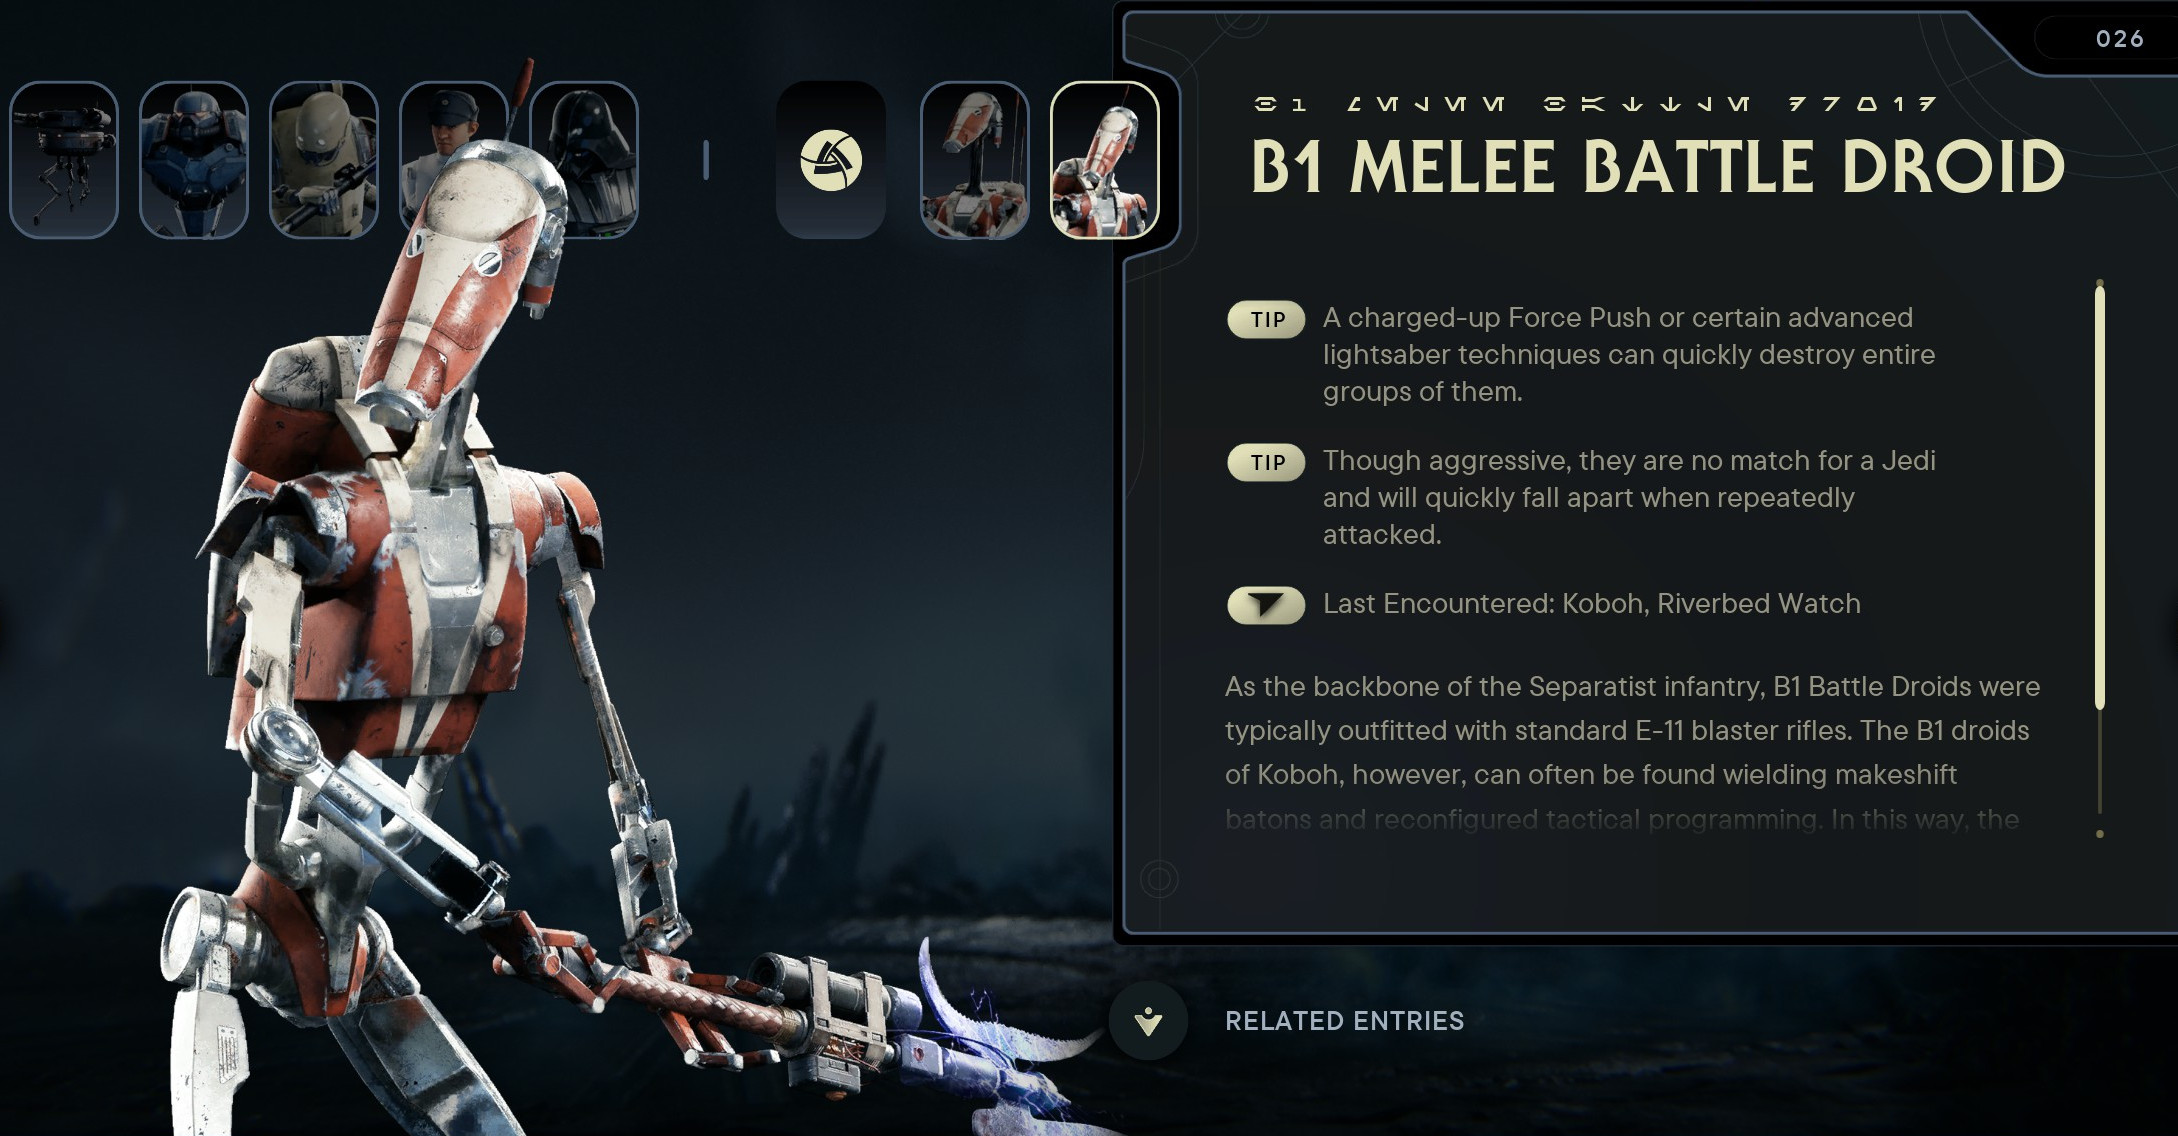 026
B1 MELEE BATTLE DROID
TIP A charged-up Force Push or certain advanced
lightsaber techniques can quickly destroy entire
groups of them.
TIP Though aggressive, they are no match for a Jedi
and will quickly fall apart when repeatedly
attacked.
Last Encountered: Koboh, Riverbed Watch
As the backbone of the Separatist infantry, B1 Battle Droids were
typically outfitted with standard E-11 blaster rifles. The B1 droids
of Koboh, however, can often be found wielding makeshift
batons and reconfigured tactical programming. In this way, the
RELATED ENTRIES